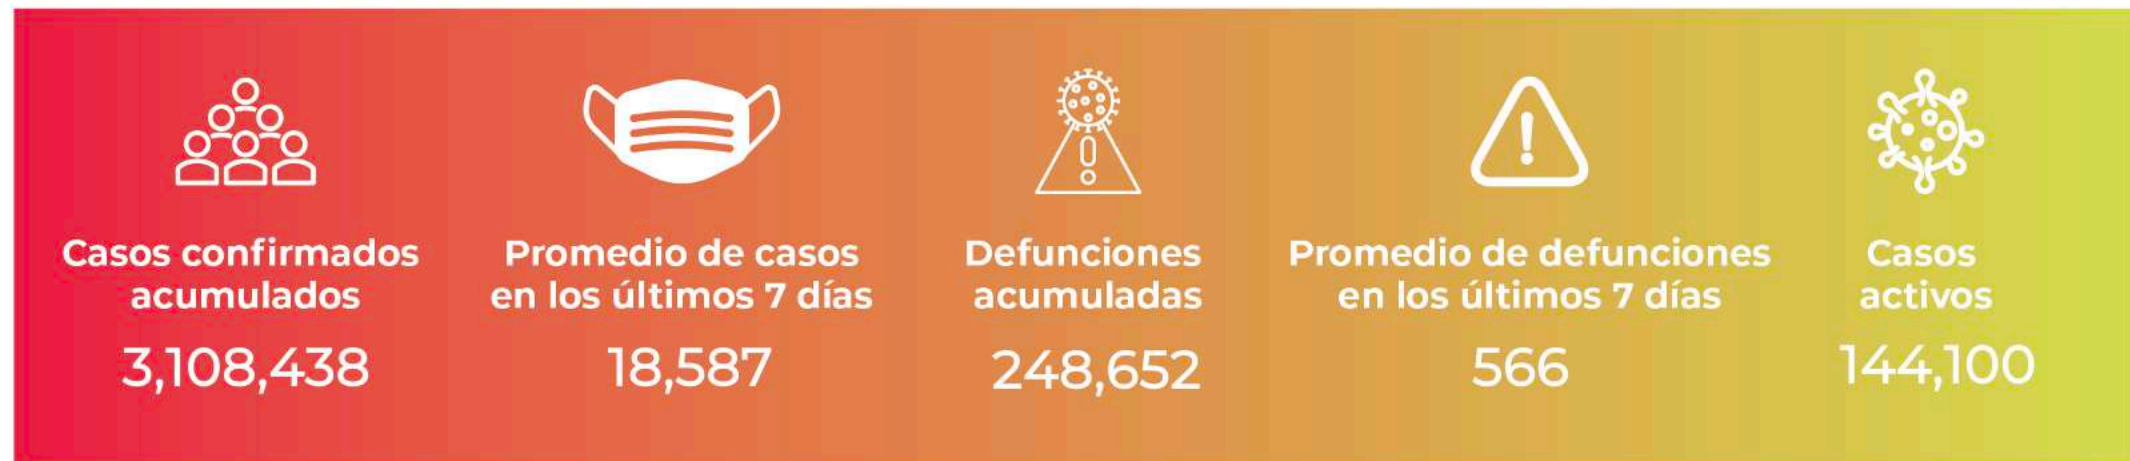 Casos confirmados
acumulados
3,108,438
Promedio de casos
en los últimos 7 días
18,587
Defunciones
acumuladas
248,652
Promedio de defunciones
en los últimos 7 días
566
Casos
activos
144,100